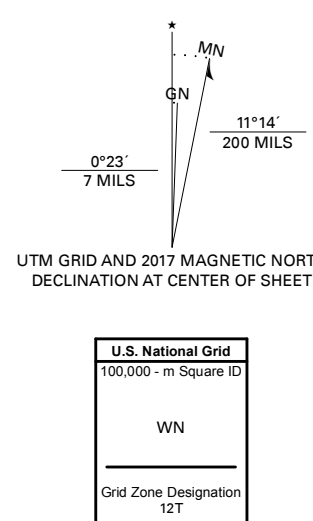 ★
MN
GN
11°14´
200 MILS
0°23´
7 MILS
UTM GRID AND 2017 MAGNETIC NORT
DECLINATION AT CENTER OF SHEET
U.S. National Grid
100,000 - m Square ID
WN
Grid Zone Designation
12T